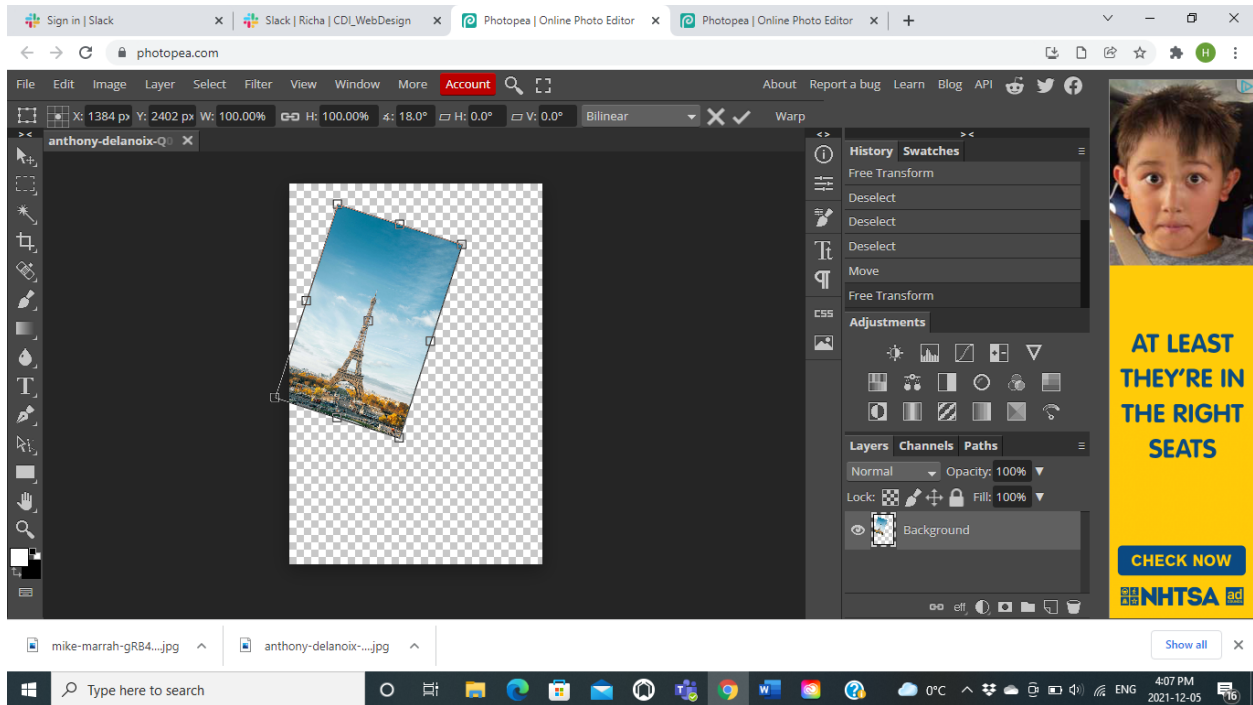 Sign in | Slack
Slack | Richa | CDI_WebDesign
Photopea | Online Photo Editor
Photopea | Online Photo Editor
photopea.com
H
File Edit Image Layer Select Filter View Window More Account
About Report a bug Learn Blog API
X: 1384 px Y: 2402 px W: 100.00% H: 100.00% 18.0° H: 0.0° V: 0.0° Bilinear Warp
anthony-delanoix-Q
History Swatches
Free Transform
Deselect
Deselect
Deselect
Move
Free Transform
CSS
Adjustments
Layers Channels Paths
Normal Opacity: 100%
Lock: Fill: 100%
Background
eff
AT LEAST
THEY'RE IN
THE RIGHT
SEATS
CHECK NOW
NHTSA ad
mike-marrah-gRB4....jpg
anthony-delanoix-....jpg
Show all
Type here to search
0°C
ENG
4:07 PM
2021-12-05
16